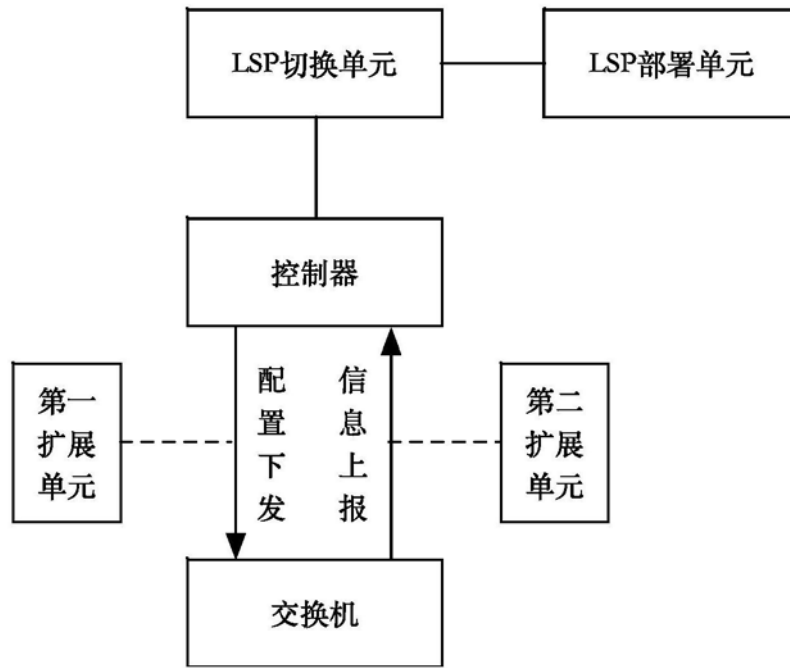 LSP切换单元
LSP部署单元
控制器
第一
扩展
单元
配置下发
信息上报
第二
扩展
单元
交换机